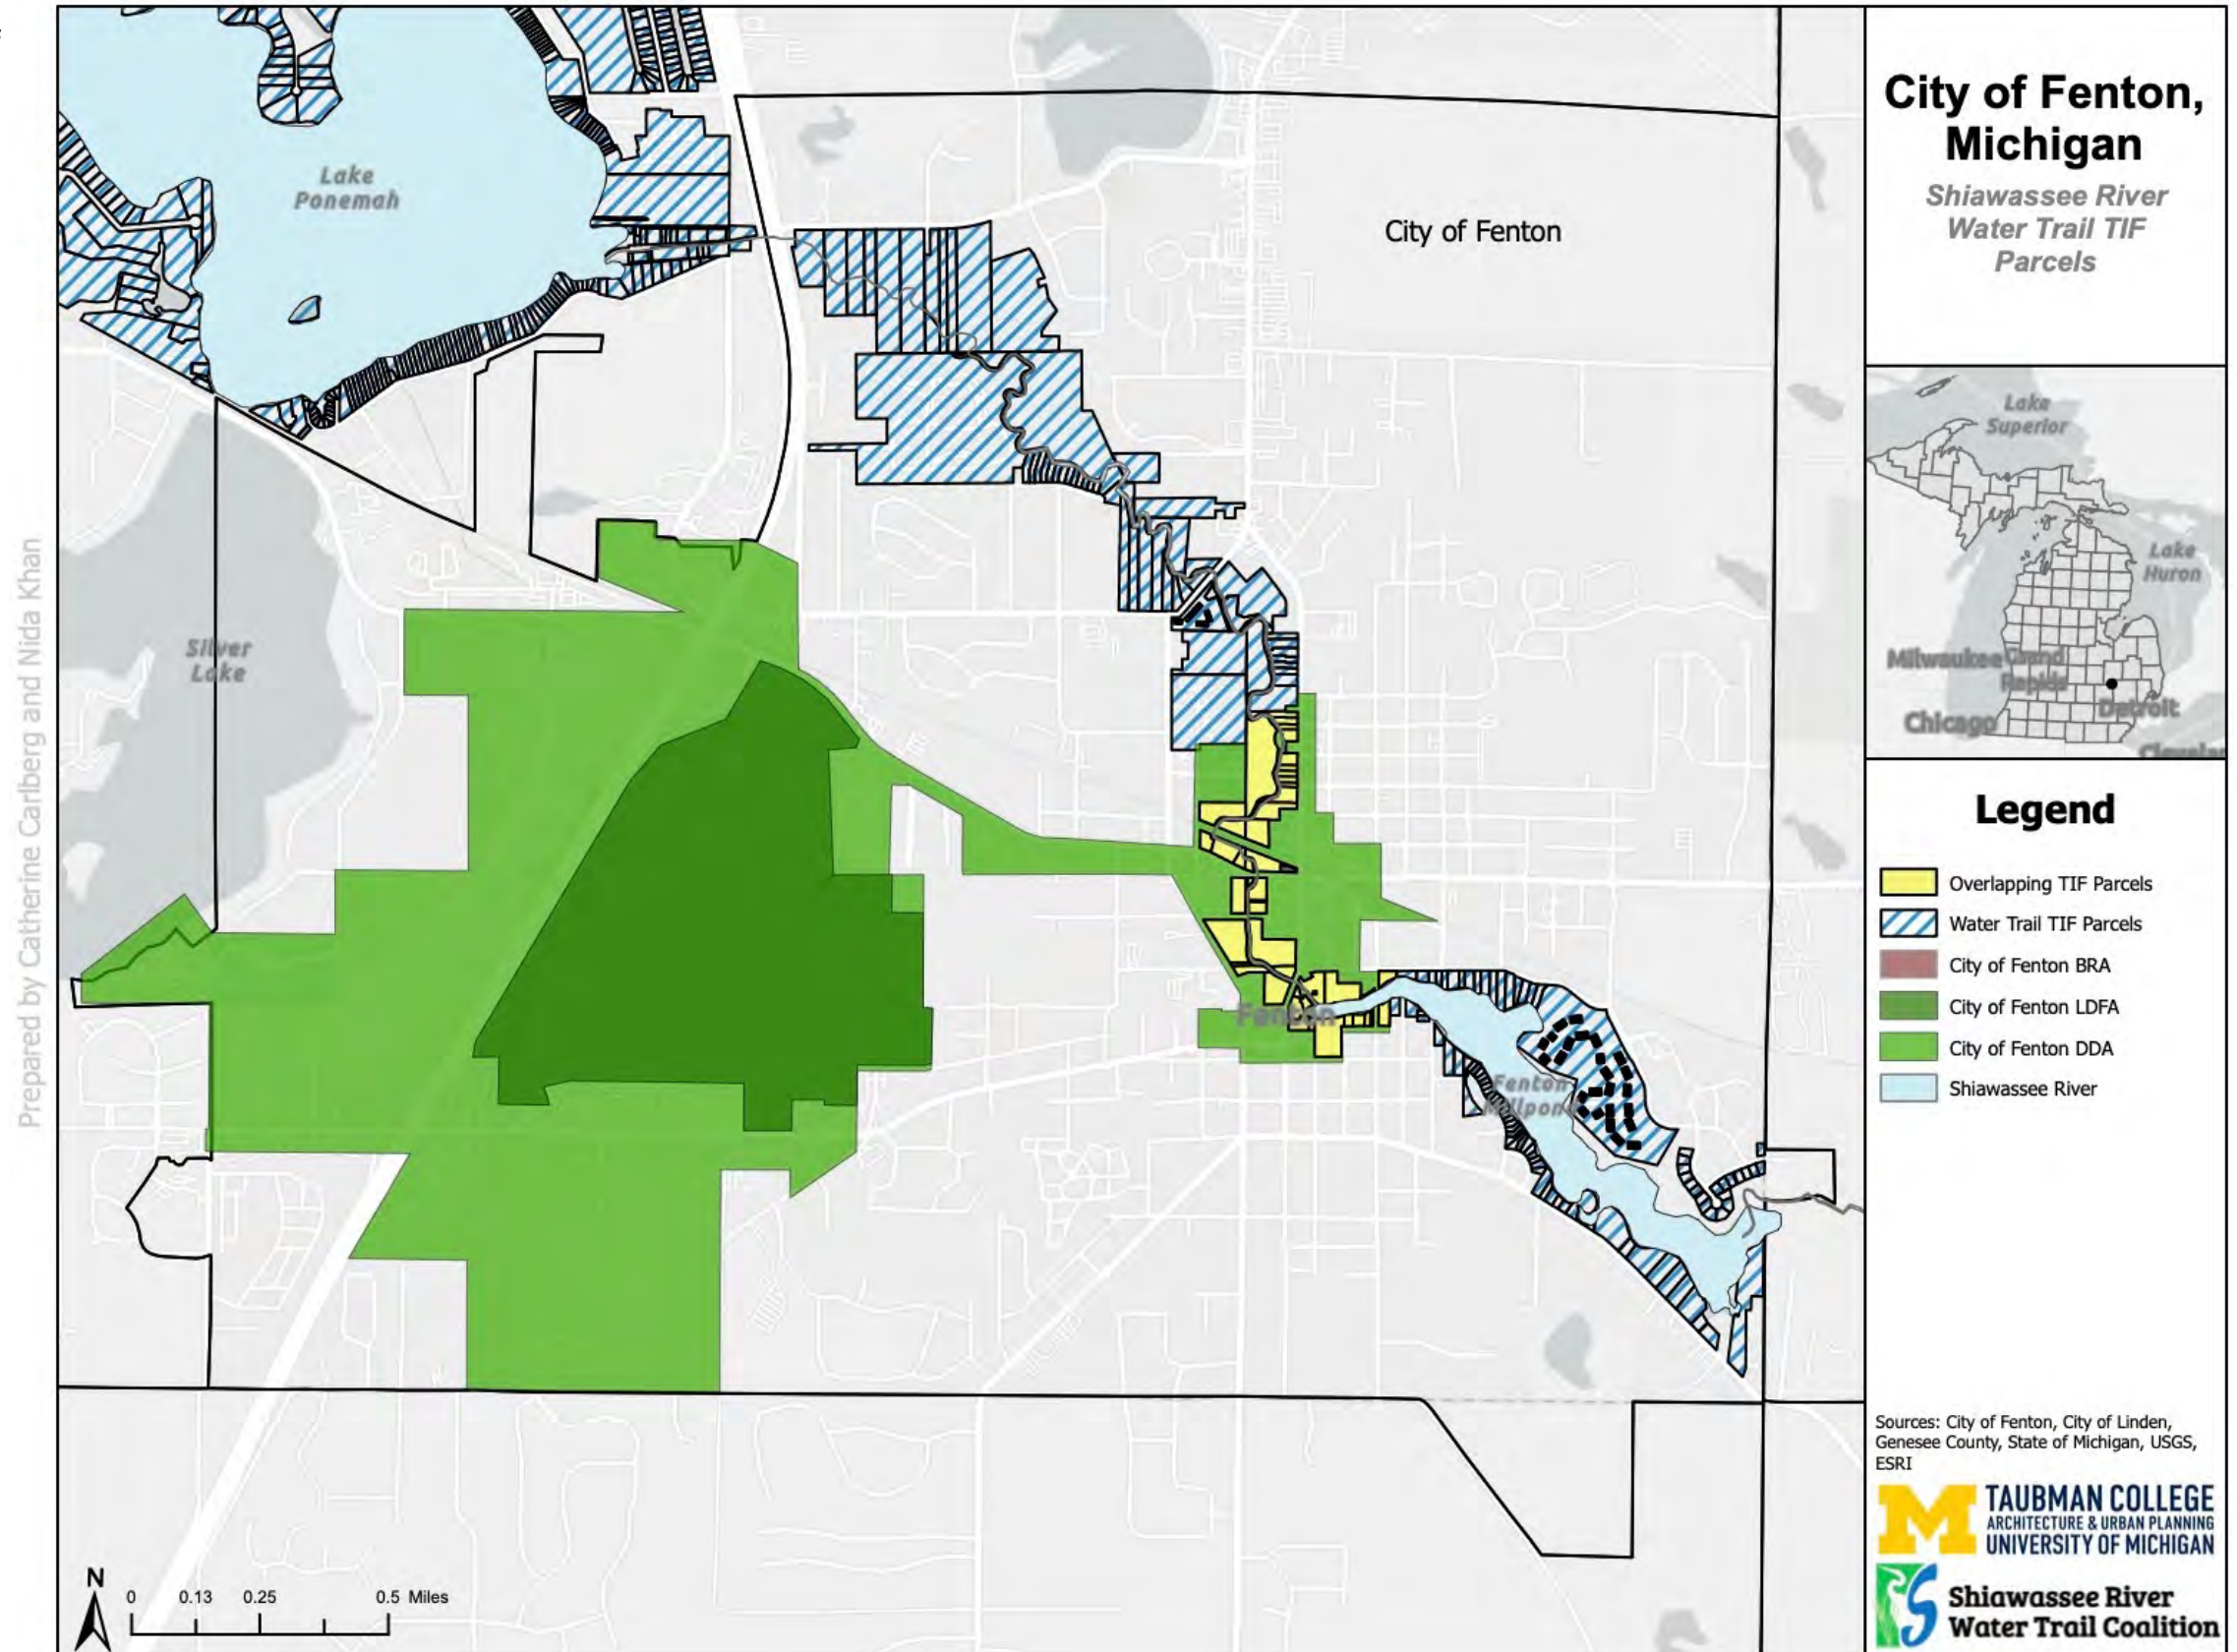 City of Fenton,
Michigan
Shiawassee River
Water Trail TIF
Parcels
Lake
Ponemah
City of Fenton
Silver
Lake
Fenton
Fenton
Millpond
Prepared by Catherine Carlberg and Nida Khan
N
0 0.13 0.25 0.5 Miles
Lake
Superior
Lake
Huron
Milwaukee
Grand
Rapids
Detroit
Chicago
Legend
Overlapping TIF Parcels
Water Trail TIF Parcels
City of Fenton BRA
City of Fenton LDFA
City of Fenton DDA
Shiawassee River
Sources: City of Fenton, City of Linden,
Genesee County, State of Michigan, USGS,
ESRI
M
TAUBMAN COLLEGE
ARCHITECTURE & URBAN PLANNING
UNIVERSITY OF MICHIGAN
Shiawassee River
Water Trail Coalition